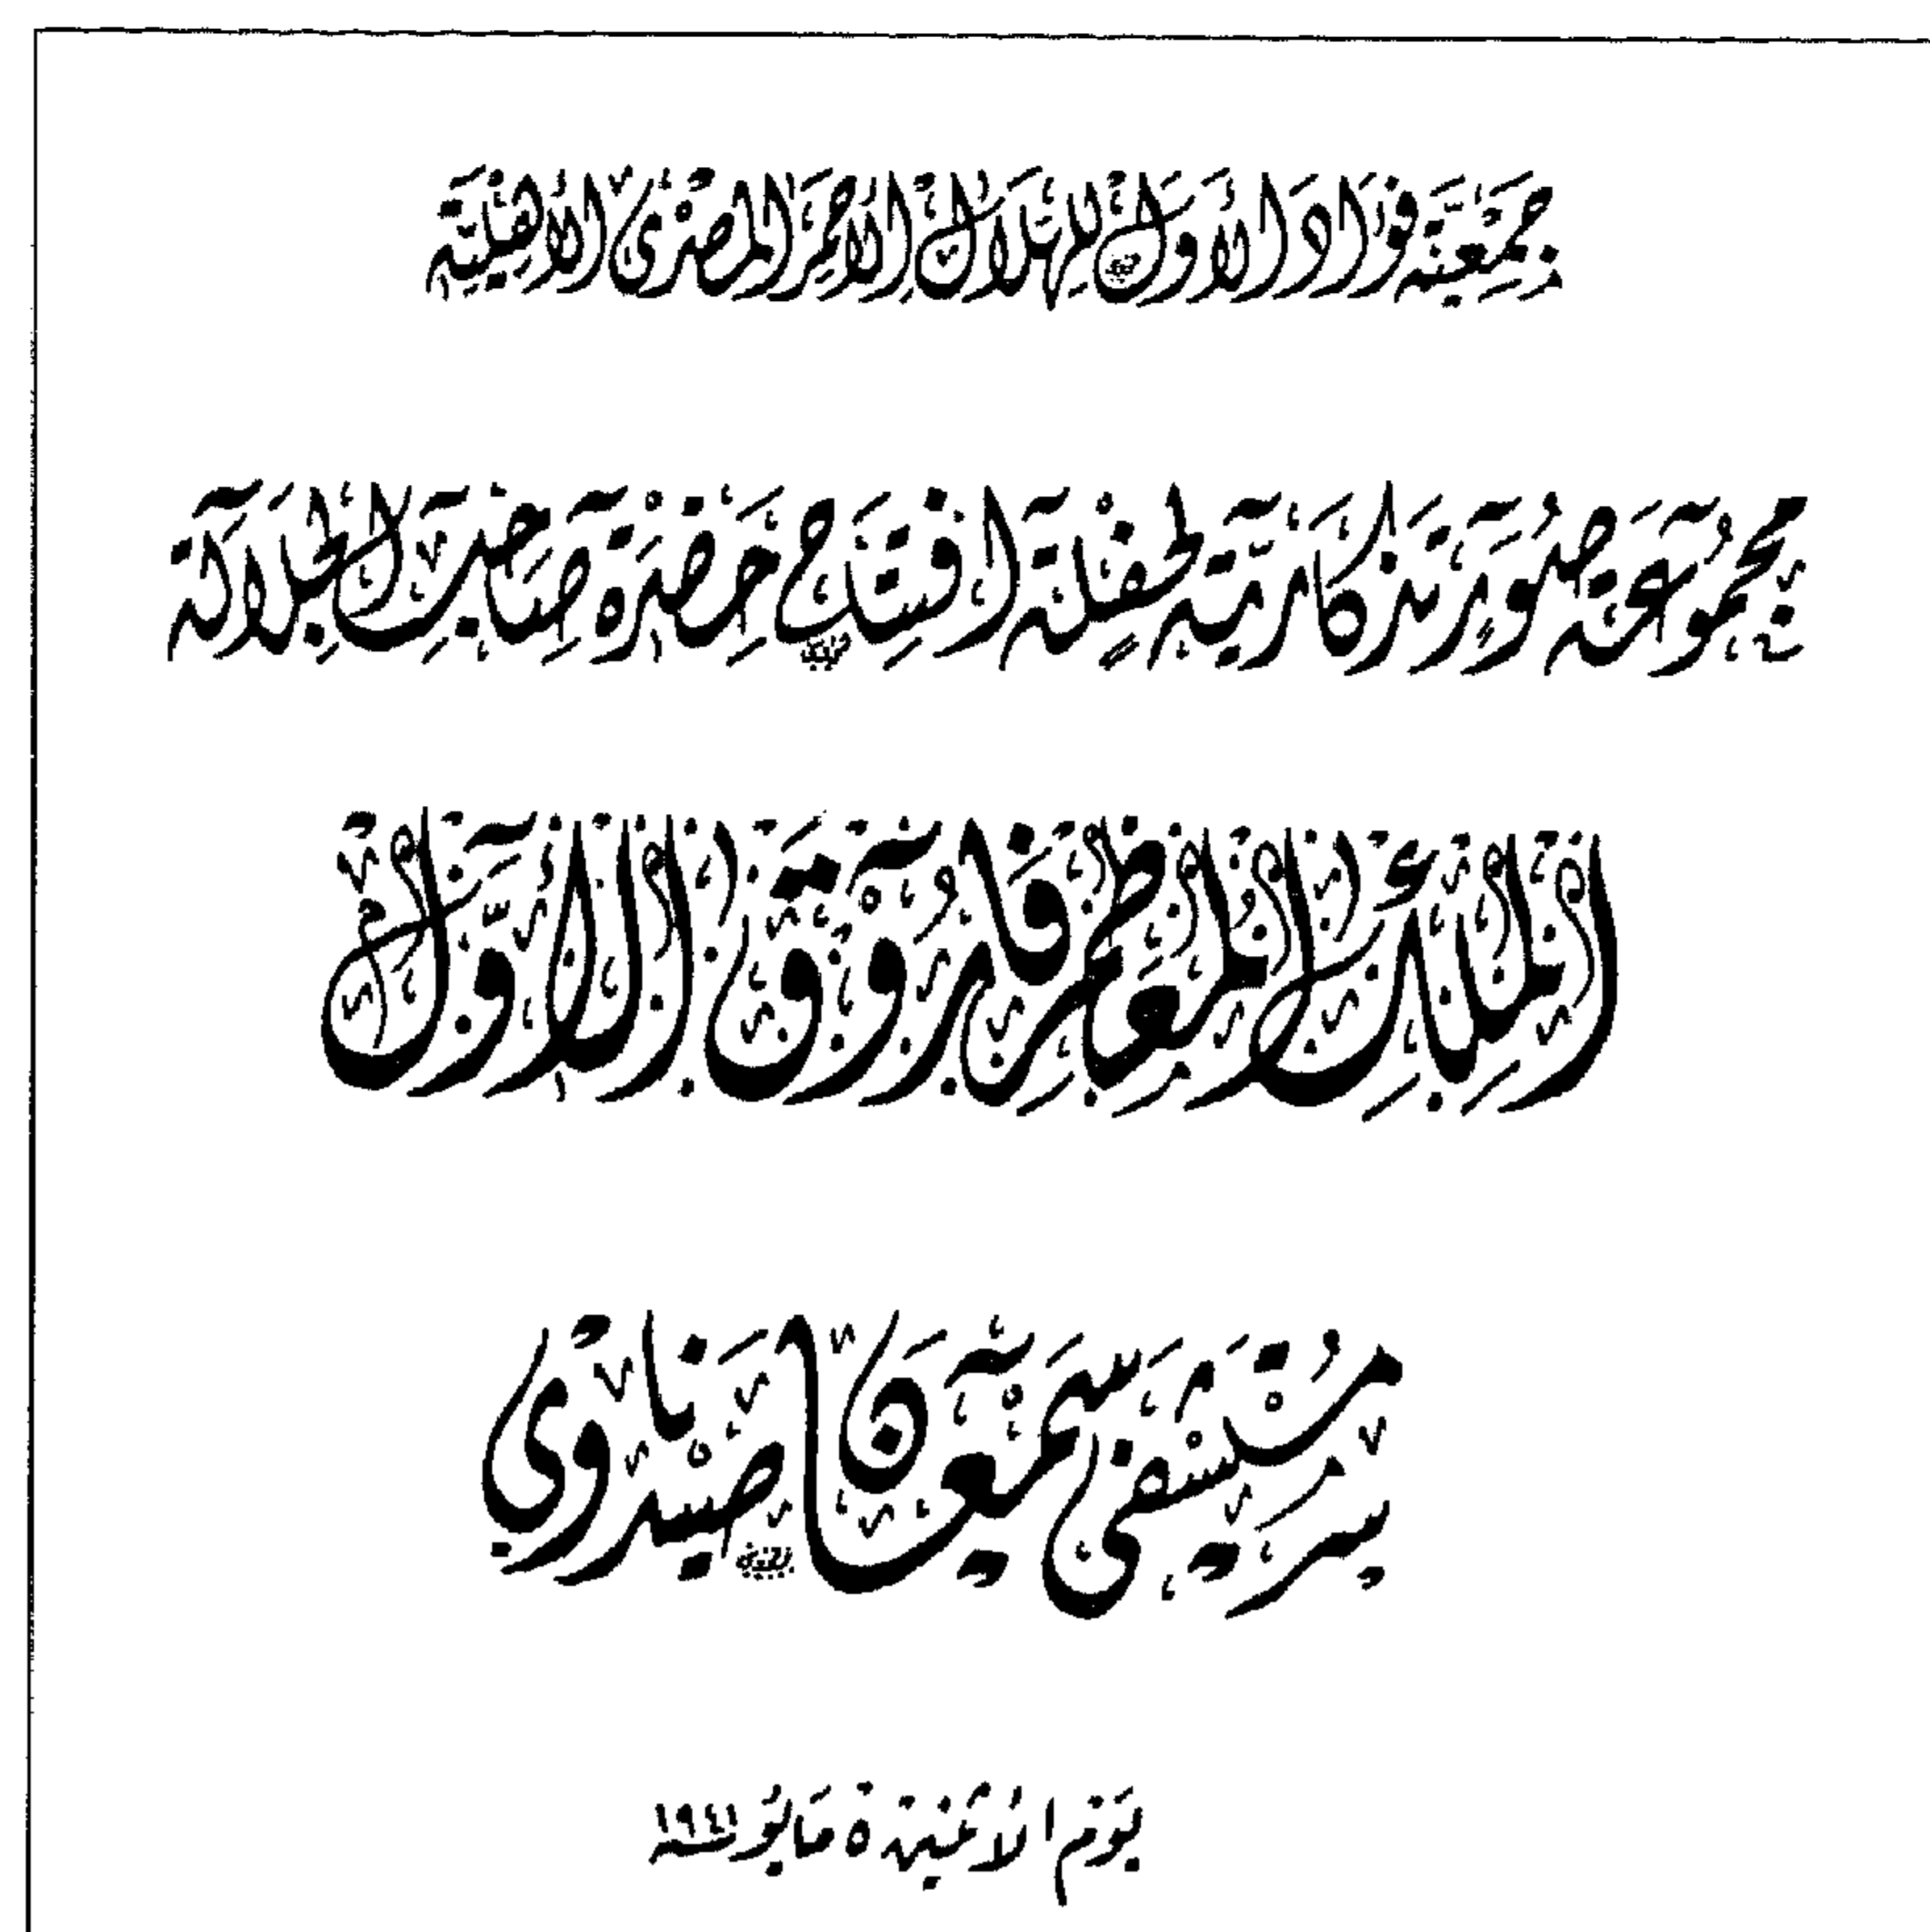 جمعية فؤاد الأول للهلال الأحمر المصرى الأهلية
مجموعة صور تذكارية لحفلة افتتاح حضرة صاحب الجلالة
الملك المعظم فاروق الأول
مستشفى سمعان صيدناوي
يوم الاثنين ٥ مايو سنة ١٩٤١